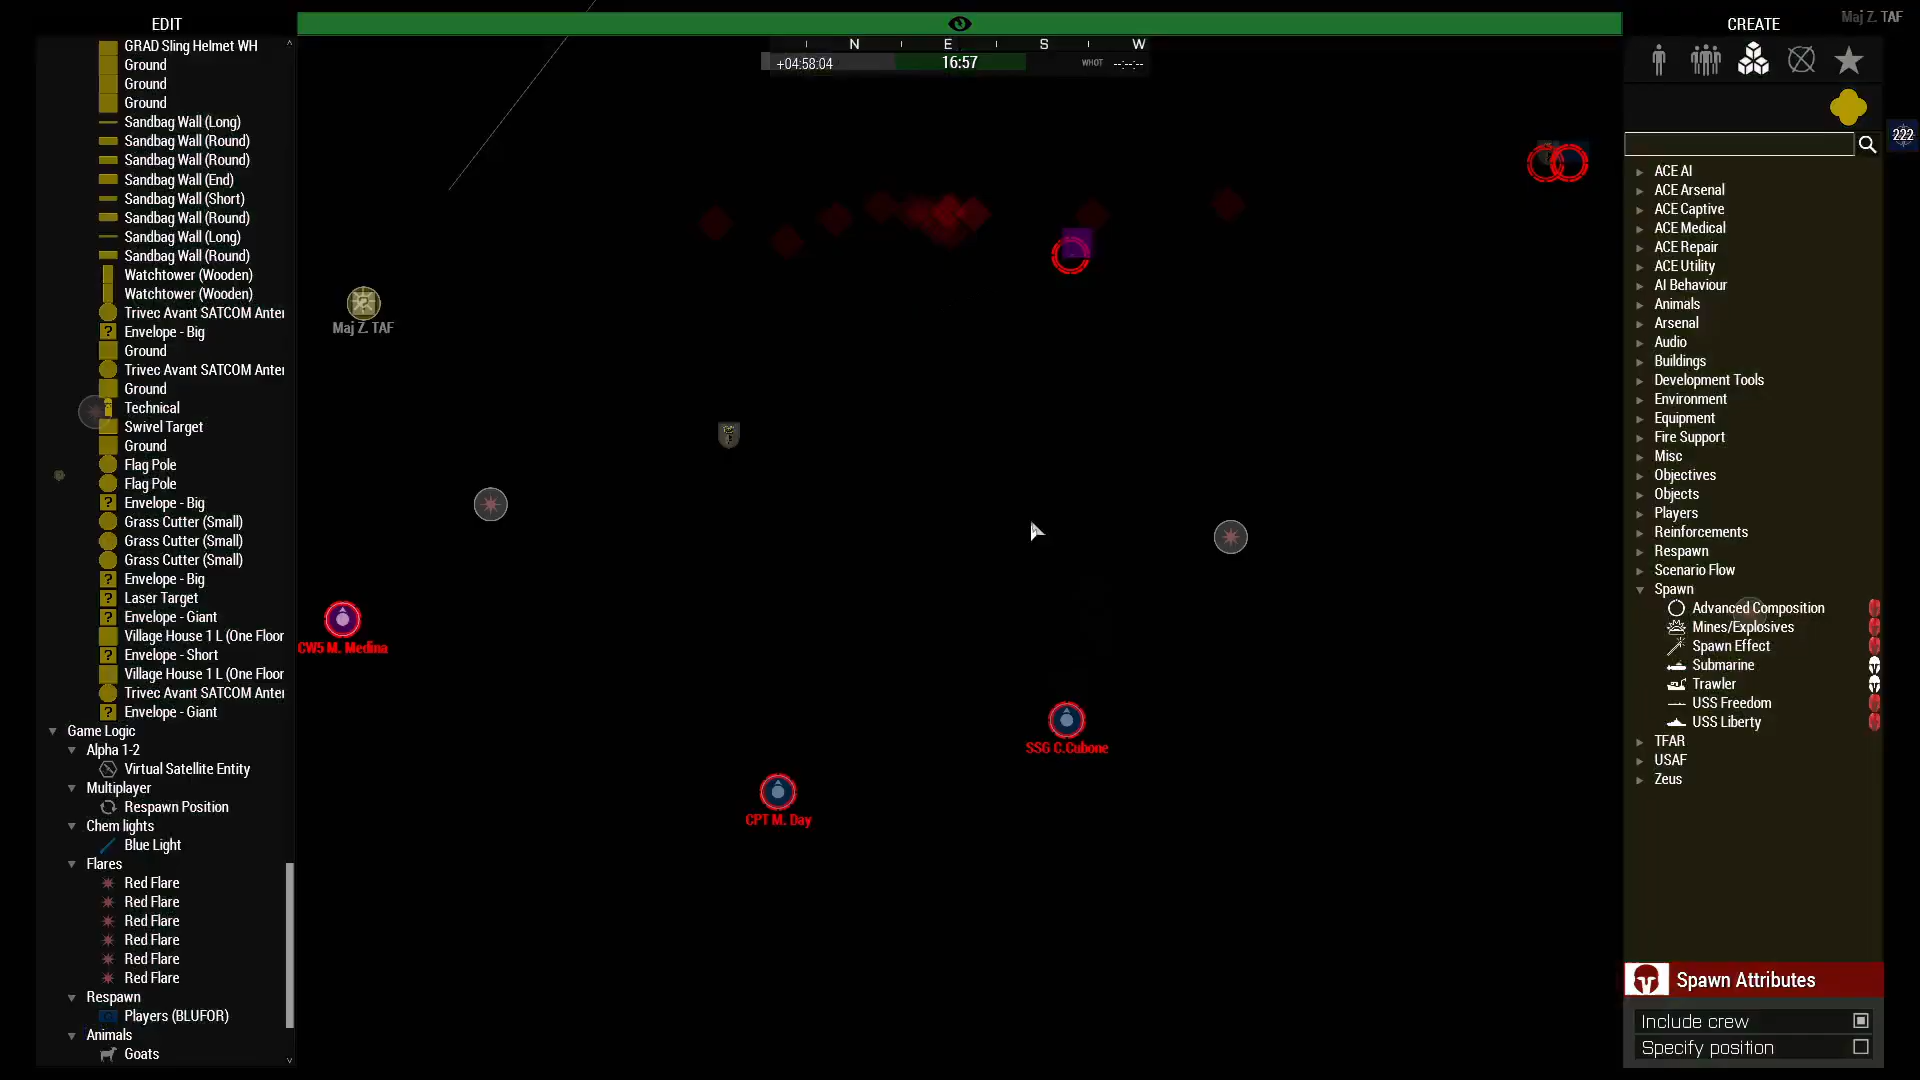 EDIT
GRAD Sling Helmet WH
Ground
Ground
Ground
Sandbag Wall (Long)
Sandbag Wall (Round)
Sandbag Wall (Round)
Sandbag Wall (End)
Sandbag Wall (Short)
Sandbag Wall (Round)
Sandbag Wall (Long)
Sandbag Wall (Round)
Watchtower (Wooden)
Watchtower (Wooden)
Trivec Avant SATCOM Anter
? Envelope - Big
Ground
Trivec Avant SATCOM Anter
Ground
Technical
Swivel Target
Ground
Flag Pole
Flag Pole
? Envelope - Big
Grass Cutter (Small)
Grass Cutter (Small)
Grass Cutter (Small)
? Envelope - Big
? Laser Target
? Envelope - Giant
Village House 1 L (One Floor
? Envelope - Short
Village House 1 L (One Floor
Trivec Avant SATCOM Anter
? Envelope - Giant
Game Logic
Alpha 1-2
Virtual Satellite Entity
Multiplayer
Respawn Position
Chem lights
Blue Light
Flares
Red Flare
Red Flare
Red Flare
Red Flare
Red Flare
Red Flare
Respawn
Players (BLUFOR)
Animals
Goats
N E S W
+04:58:04 16:57 WHOT --:--:--
?
Maj Z. TAF
CW5 M. Medina
SSG C.Cubone
CPT M. Day
CREATE
Maj Z. TAF
222
ACE AI
ACE Arsenal
ACE Captive
ACE Medical
ACE Repair
ACE Utility
AI Behaviour
Animals
Arsenal
Audio
Buildings
Development Tools
Environment
Equipment
Fire Support
Misc
Objectives
Objects
Players
Reinforcements
Respawn
Scenario Flow
Spawn
Advanced Composition
Mines/Explosives
Spawn Effect
Submarine
Trawler
USS Freedom
USS Liberty
TFAR
USAF
Zeus
Spawn Attributes
Include crew
Specify position